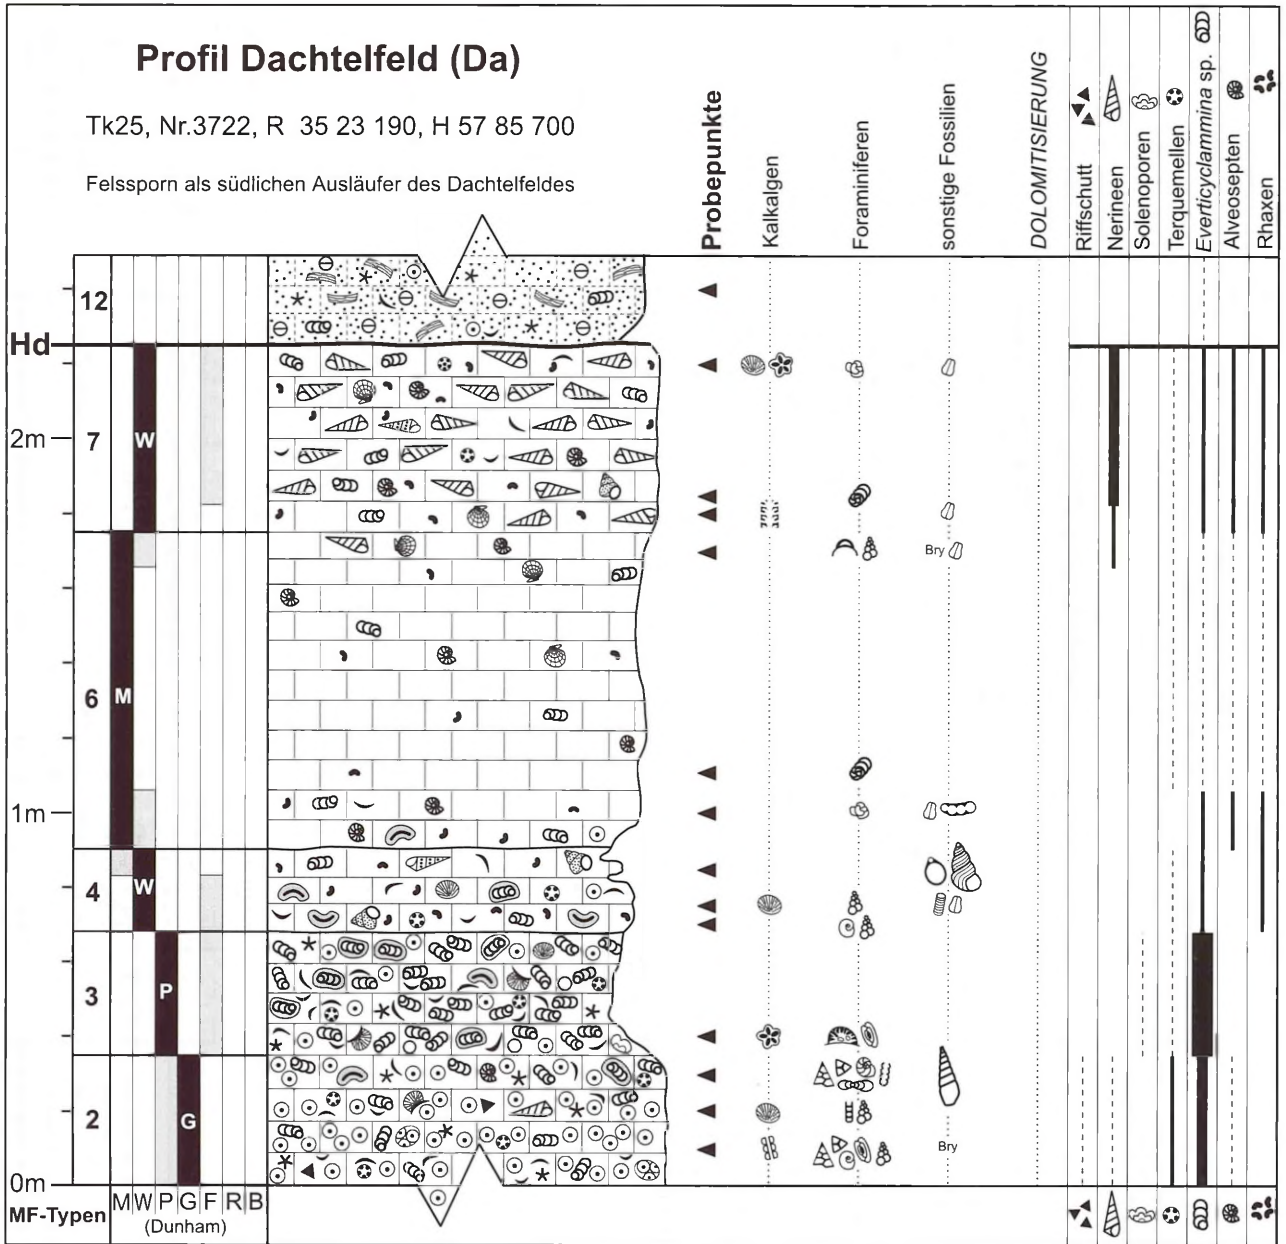 Profil Dachtelfeld (Da)
Tk25, Nr.3722, R 35 23 190, H 57 85 700
Felssporn als südlichen Ausläufer des Dachtelfeldes
Probepunkte
Kalkalgen
Foraminiferen
sonstige Fossilien
DOLOMITISIERUNG
Riffschutt
Nerineen
Solenoporen
Terquemellen
Everticyclammina sp.
Alveosepten
Rhaxen
12
Hd
2m
7
W
Bry
6
M
1m
4
W
3
P
2
G
Bry
0m
MF-Typen
M W P G F R B
(Dunham)